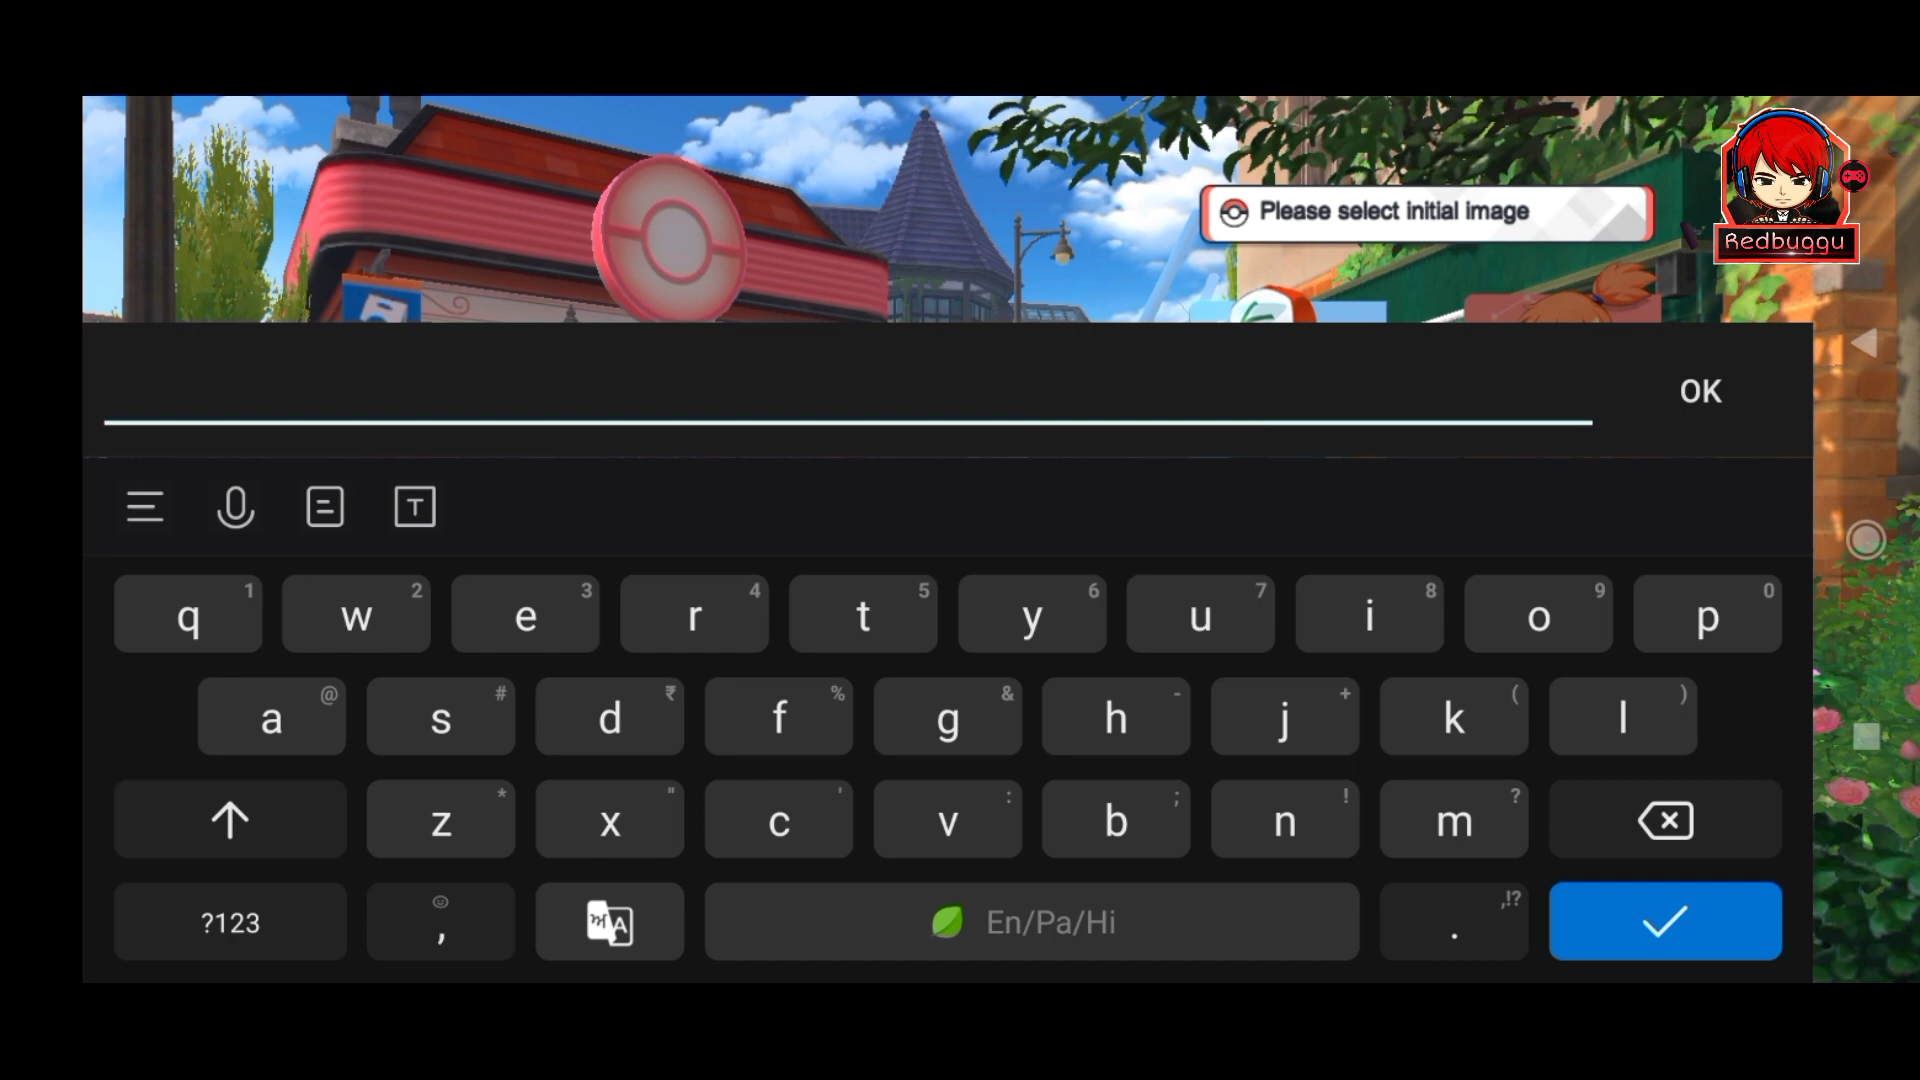 Please select initial image
Redbuggu
OK
T
1 2 3 4 5 6 7 8 9 0
q w e r t y u i o p
@ # ₹ % & - + ( )
a s d f g h j k l
* " ' : ; ! ?
z x c v b n m
?123 , A En/Pa/Hi . ,!?